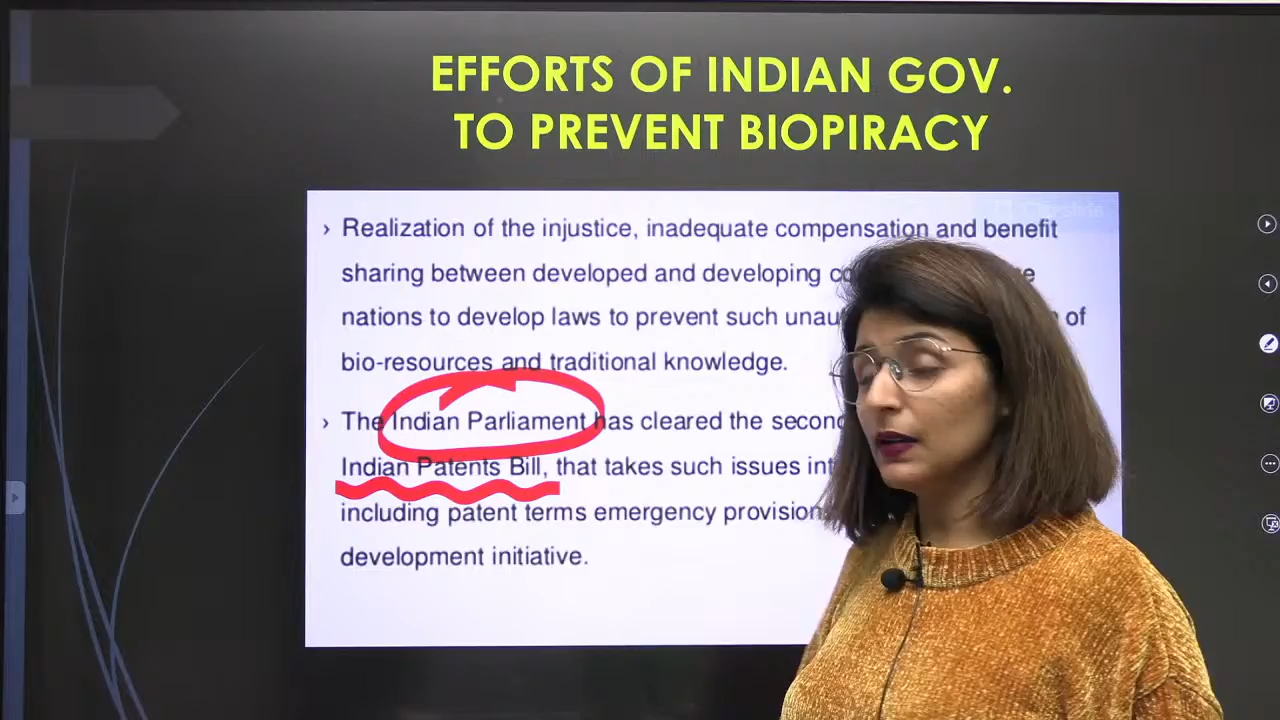 EFFORTS OF INDIAN GOV.
TO PREVENT BIOPIRACY
› Realization of the injustice, inadequate compensation and benefit
sharing between developed and developing
nations to develop laws to prevent such of
bio-resources and traditional knowledge.
› The Indian Parliament has cleared the
Indian Patents Bill, that takes such issues
including patent terms emergency
development initiative.